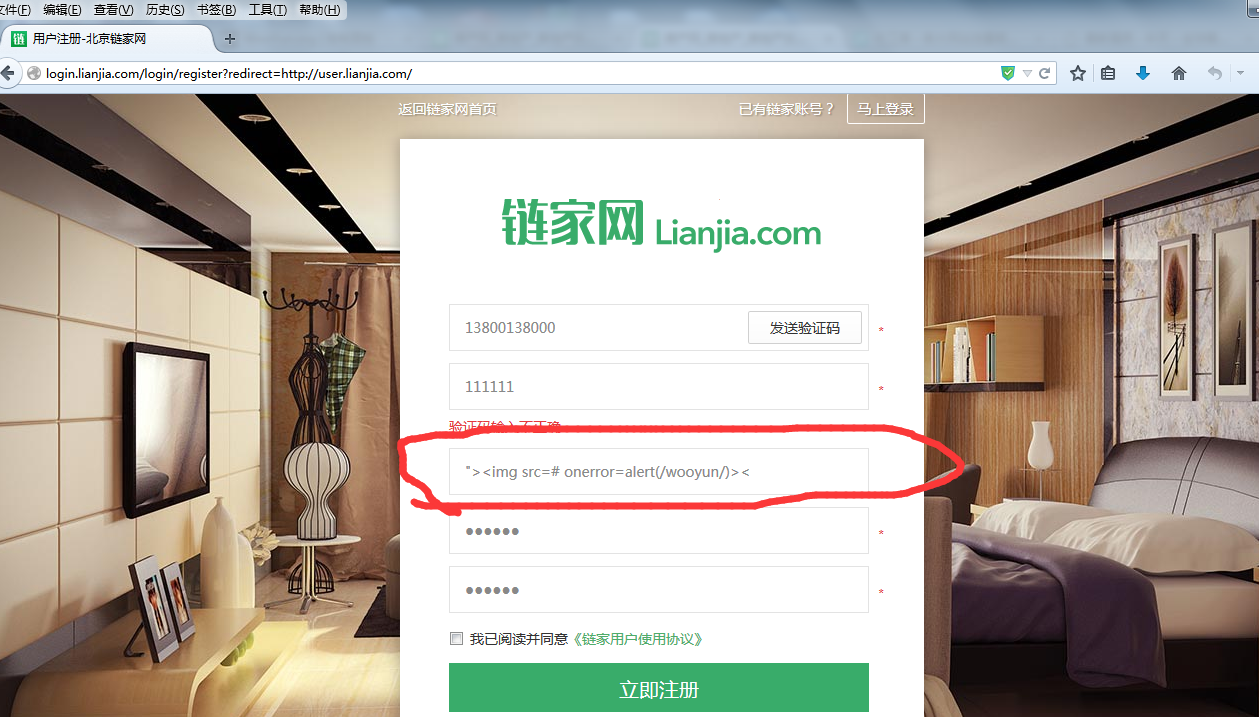 文件(F) 编辑(E) 查看(V) 历史(S) 书签(B) 工具(T) 帮助(H)
链 用户注册-北京链家网 +
login.lianjia.com/login/register?redirect=http://user.lianjia.com/
返回链家网首页 已有链家账号？ 马上登录
链家网 Lianjia.com
13800138000 发送验证码 *
111111 *
验证码输入不正确
"><img src=# onerror=alert(/wooyun/)><
●●●●●● *
●●●●●● *
我已阅读并同意《链家用户使用协议》
立即注册